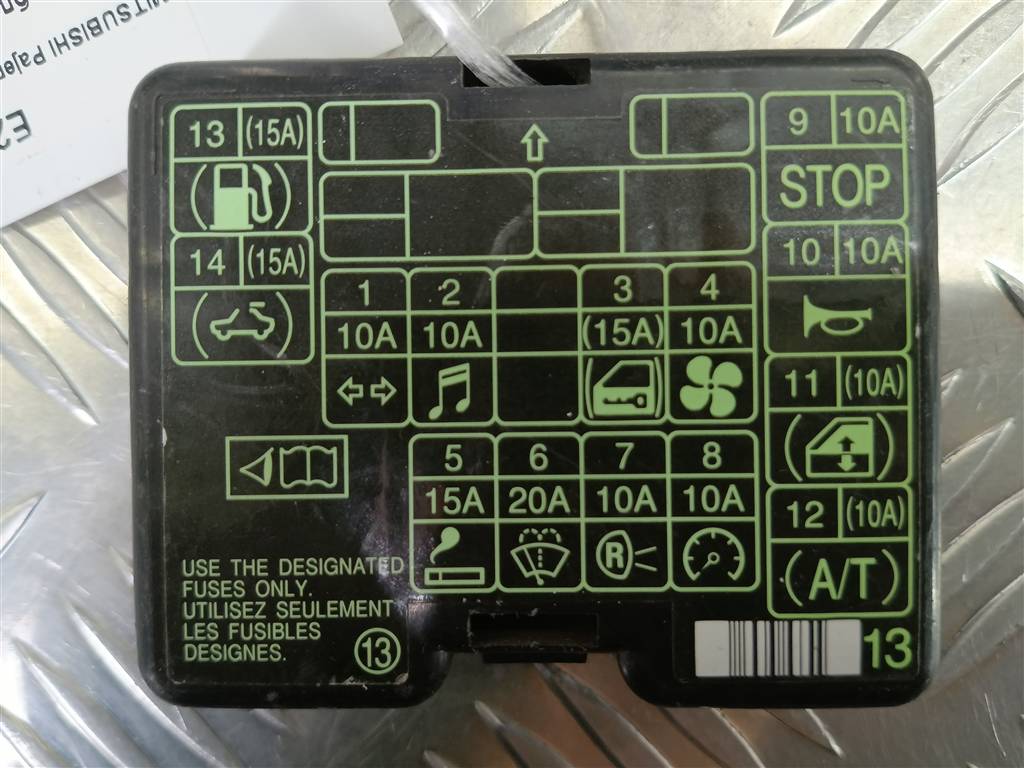 MITSUBISHI Pajer
13 (15A)
14 (15A)
1 2 3 4
10A 10A (15A) 10A
5 6 7 8
15A 20A 10A 10A
R
9 10A
STOP
10 10A
11 (10A)
12 (10A)
(A/T)
USE THE DESIGNATED
FUSES ONLY.
UTILISEZ SEULEMENT
LES FUSIBLES
DESIGNES.
13
13